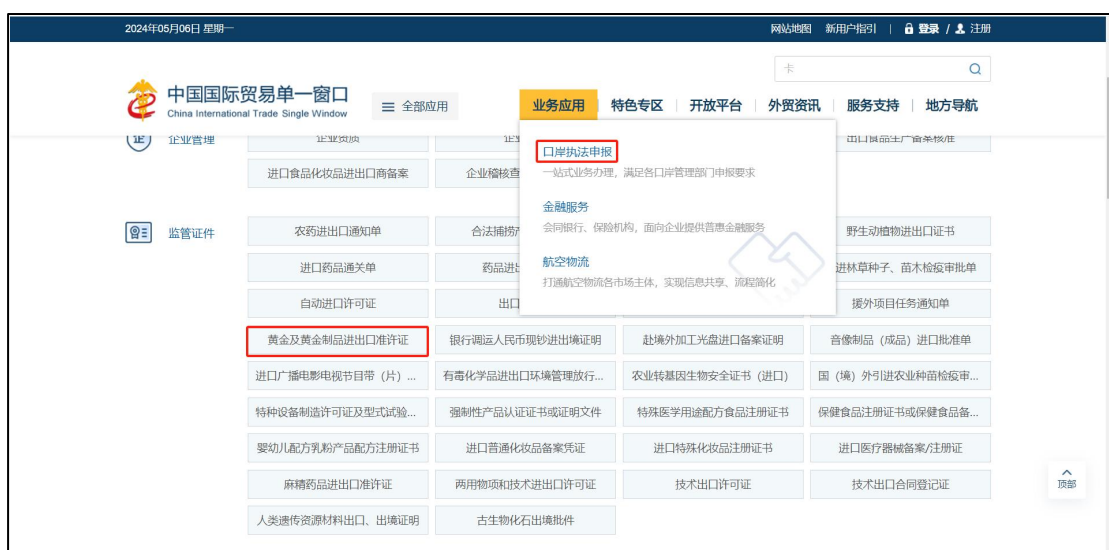 2024年05月06日 星期一
网站地图 新用户指引 | 登录 / 注册
卡
中国国际贸易单一窗口
China International Trade Single Window
全部应用
业务应用 特色专区 开放平台 外贸资讯 服务支持 地方导航
口岸执法申报
一站式业务办理，满足各口岸管理部门申报要求
金融服务
会同银行、保险机构，面向企业提供普惠金融服务
航空物流
打通航空物流各市场主体，实现信息共享、流程简化
证 企业管理 企业资质 出口食品生产备案核准
进口食品化妆品进出口商备案 企业稽核查
监管证件 农药进出口通知单 合法捕捞 野生动植物进出口证书
进口药品通关单 药品进出 进林草种子、苗木检疫审批单
自动进口许可证 出口 援外项目任务通知单
黄金及黄金制品进出口准许证 银行调运人民币现钞进出境证明 赴境外加工光盘进口备案证明 音像制品（成品）进口批准单
进口广播电影电视节目带（片）... 有毒化学品进出口环境管理放行... 农业转基因生物安全证书（进口） 国（境）外引进农业种苗检疫审...
特种设备制造许可证及型式试验... 强制性产品认证证书或证明文件 特殊医学用途配方食品注册证书 保健食品注册证书或保健食品备...
婴幼儿配方乳粉产品配方注册证书 进口普通化妆品备案凭证 进口特殊化妆品注册证书 进口医疗器械备案/注册证
麻精药品进出口准许证 两用物项和技术进出口许可证 技术出口许可证 技术出口合同登记证
人类遗传资源材料出口、出境证明 古生物化石出境批件
顶部